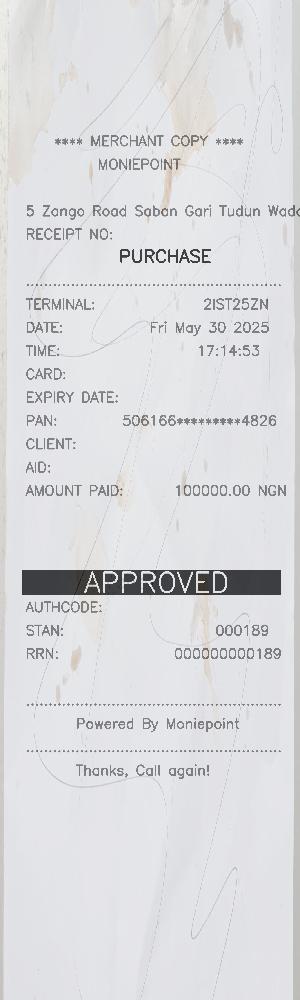 **** MERCHANT COPY ****
MONIEPOINT
5 Zango Road Saban Gari Tudun Wada
RECEIPT NO:
PURCHASE
TERMINAL: 2IST25ZN
DATE: Fri May 30 2025
TIME: 17:14:53
CARD:
EXPIRY DATE:
PAN: 506166*********4826
CLIENT:
AID:
AMOUNT PAID: 100000.00 NGN
APPROVED
AUTHCODE:
STAN: 000189
RRN: 000000000189
Powered By Moniepoint
Thanks, Call again!